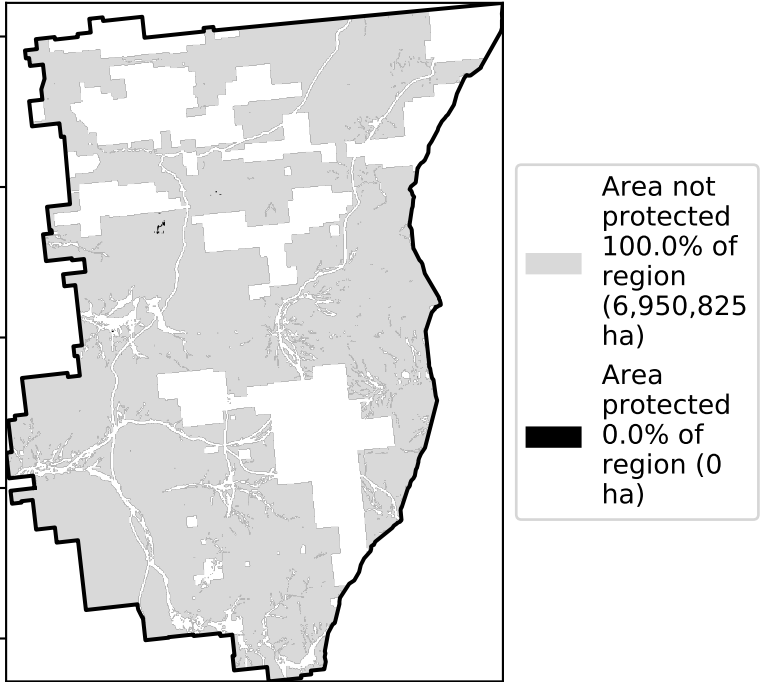 Area not
protected
100.0% of
region
(6,950,825
ha)
Area
protected
0.0% of
region (0
ha)